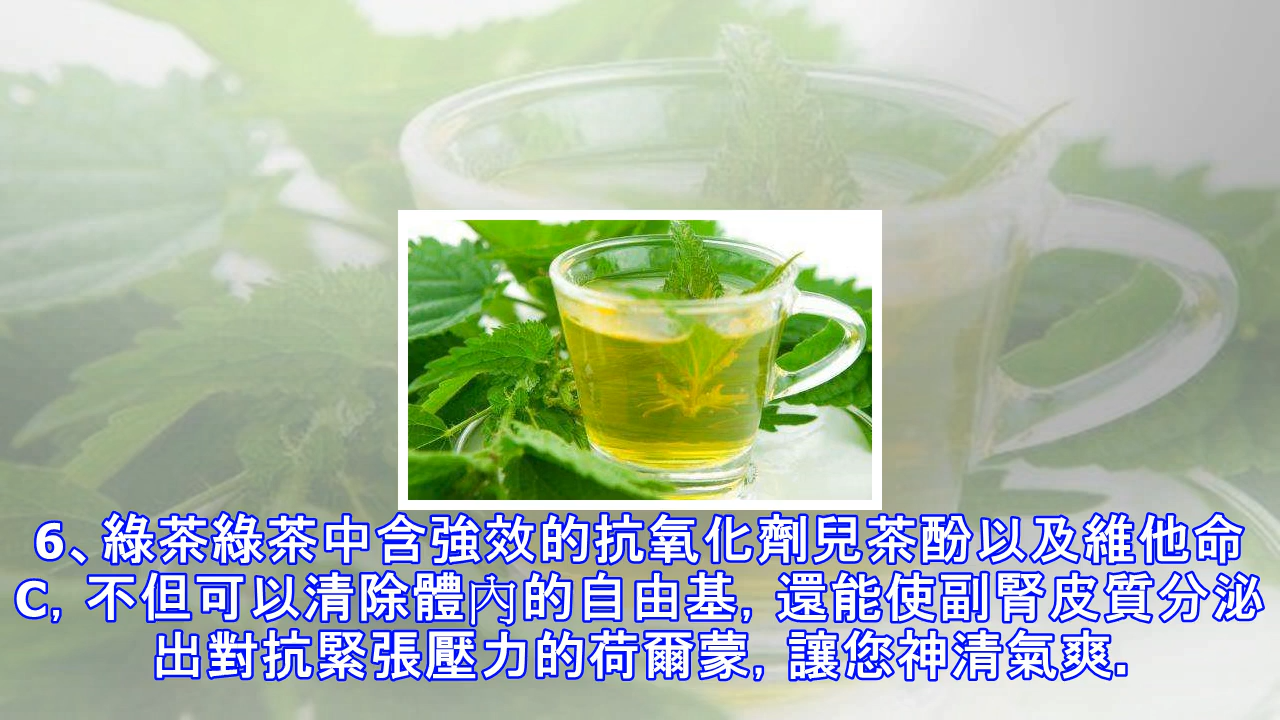 6、綠茶綠茶中含強效的抗氧化劑兒茶酚以及維他命
C, 不但可以清除體內的自由基, 還能使副腎皮質分泌
出對抗緊張壓力的荷爾蒙, 讓您神清氣爽.